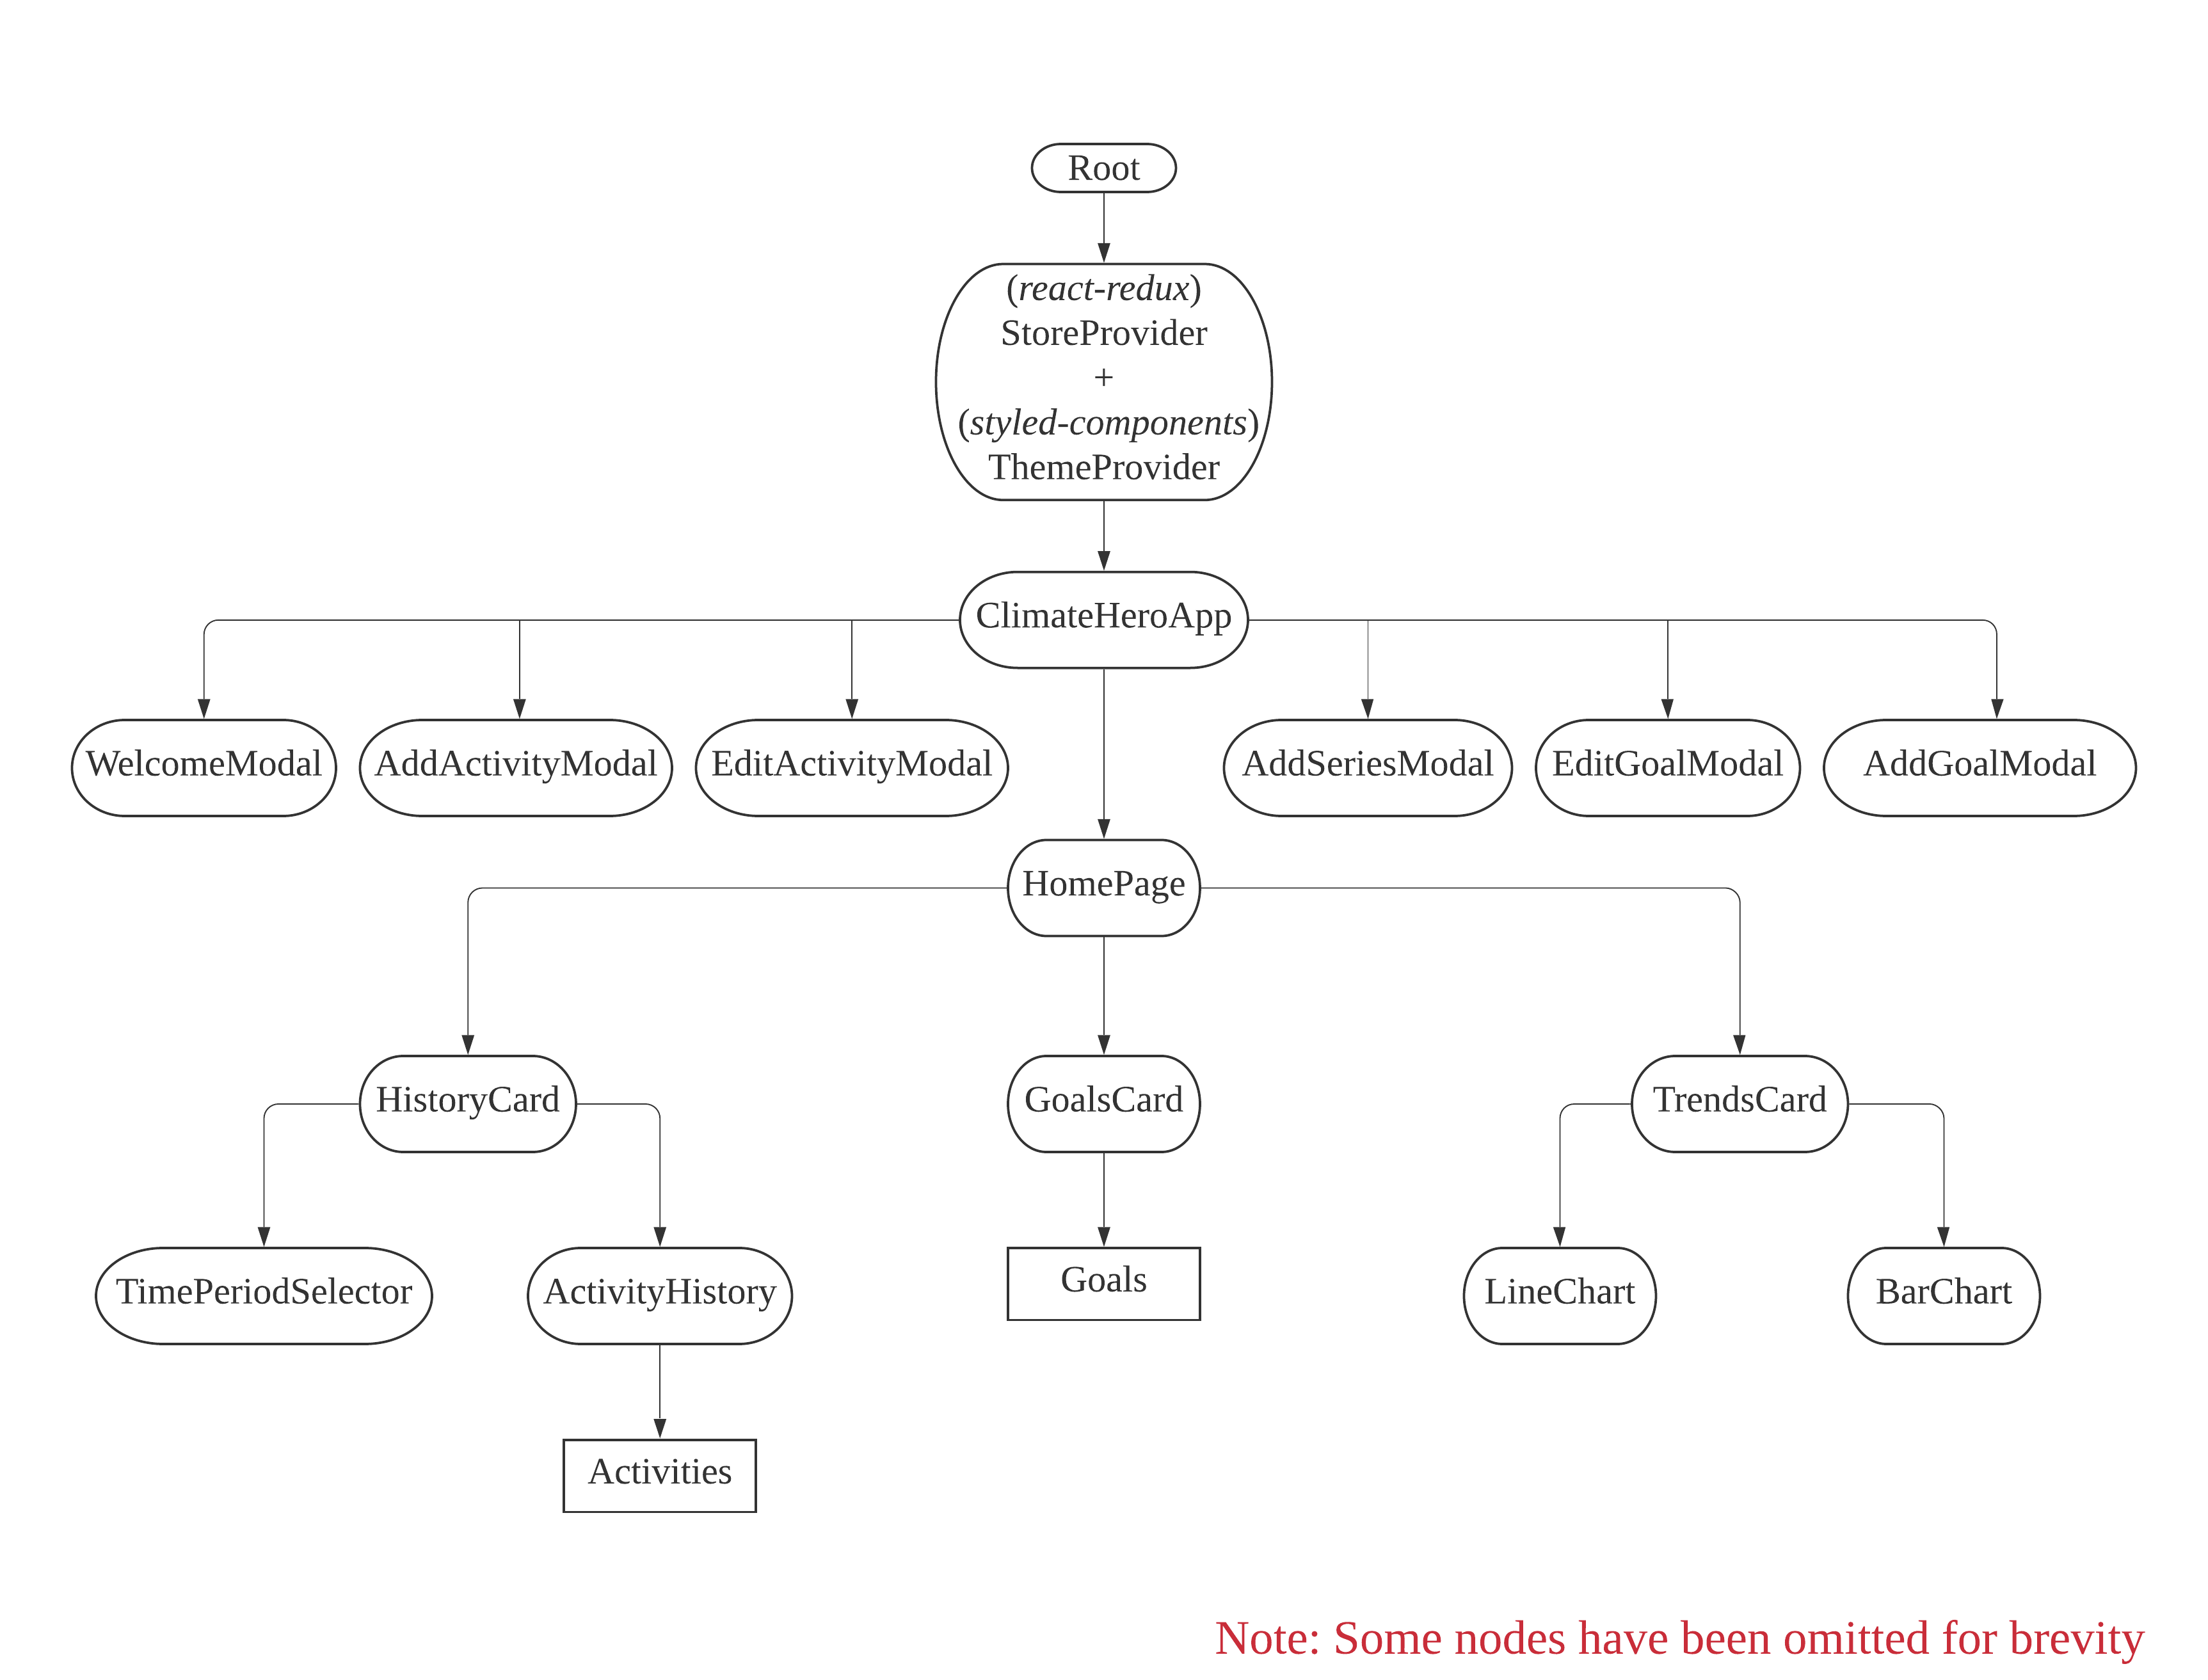 Root
(react-redux)
StoreProvider
+
(styled-components)
ThemeProvider
ClimateHeroApp
WelcomeModal
AddActivityModal
EditActivityModal
AddSeriesModal
EditGoalModal
AddGoalModal
HomePage
HistoryCard
GoalsCard
TrendsCard
TimePeriodSelector
ActivityHistory
Goals
LineChart
BarChart
Activities
Note: Some nodes have been omitted for brevity